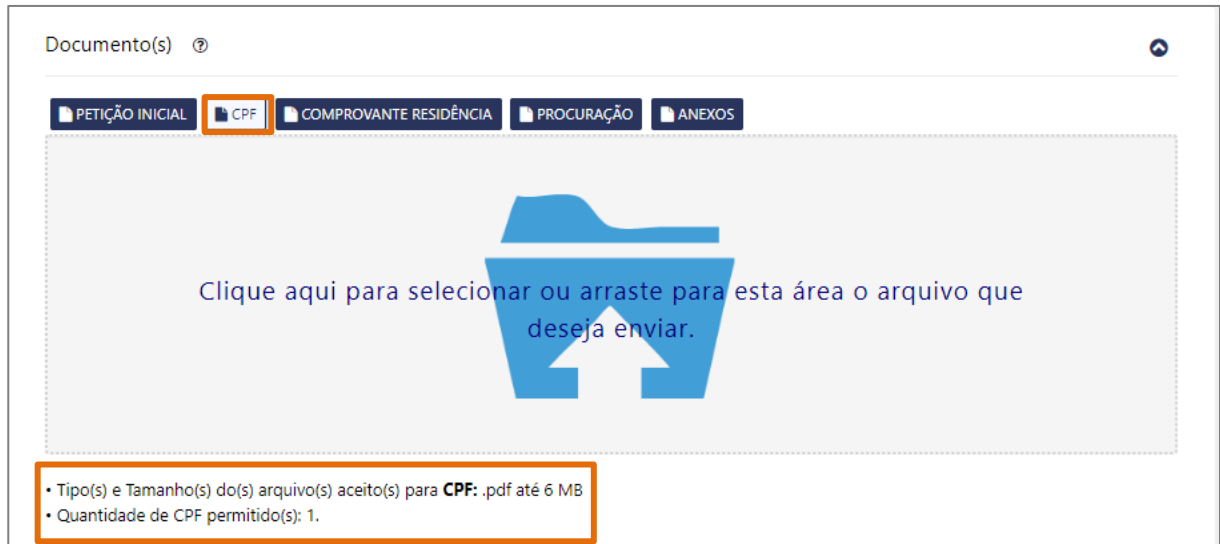 Documento(s) ?
PETIÇÃO INICIAL CPF COMPROVANTE RESIDÊNCIA PROCURAÇÃO ANEXOS
Clique aqui para selecionar ou arraste para esta área o arquivo que
deseja enviar.
• Tipo(s) e Tamanho(s) do(s) arquivo(s) aceito(s) para CPF: .pdf até 6 MB
• Quantidade de CPF permitido(s): 1.